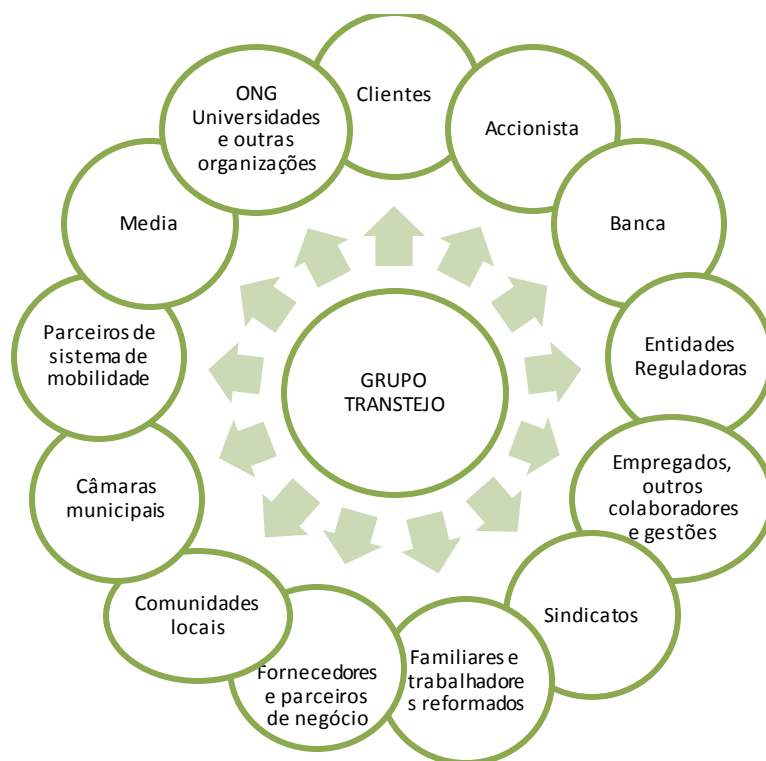 Clientes
Accionista
Banca
Entidades
Reguladoras
Empregados,
outros
colaboradores
e gestões
Sindicatos
Familiares e
trabalhadore
s reformados
Fornecedores
e parceiros
de negócio
Comunidades
locais
Câmaras
municipais
Parceiros de
sistema de
mobilidade
Media
ONG
Universidades
e outras
organizações
GRUPO
TRANSTEJO